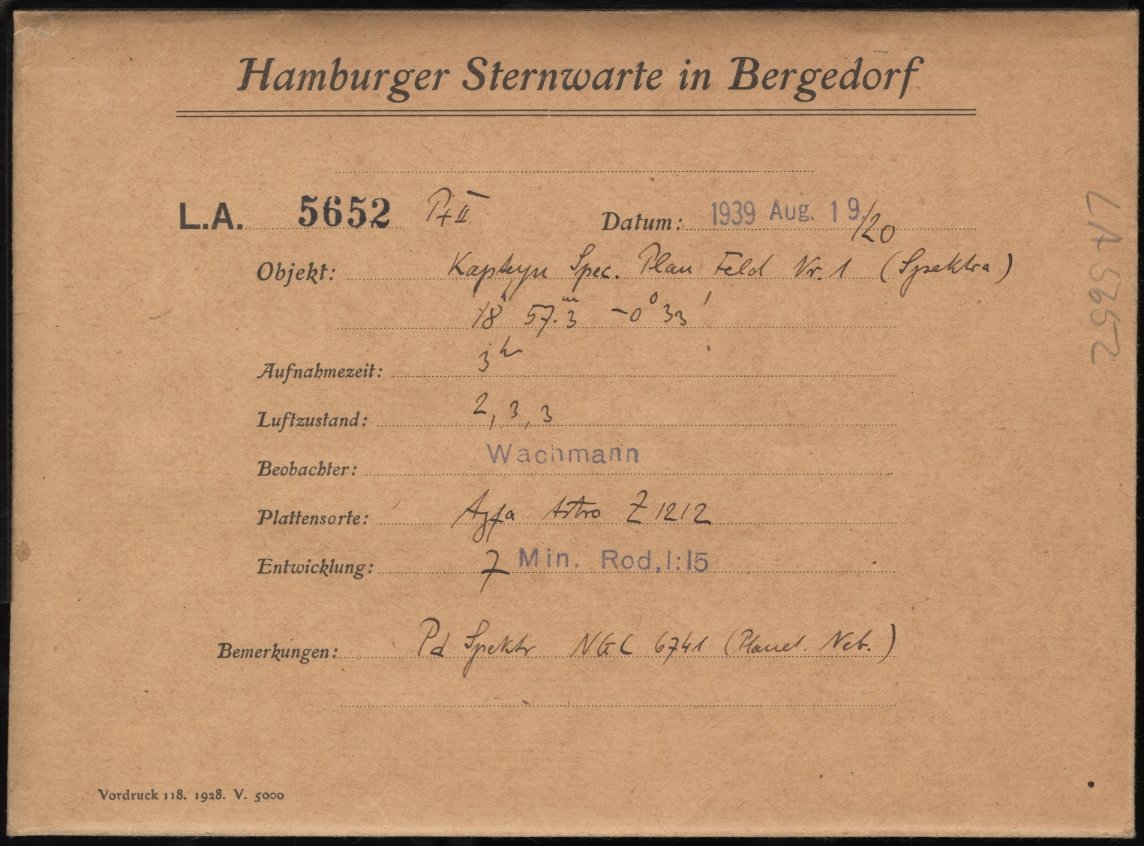 Hamburger Sternwarte in Bergedorf
L.A. 5652 Datum: 1939 Aug. 19./20
Objekt: Kapteyn Spec. Plan Feld Nr. 1 (Spektra)
18h 57.m3 -0° 33'
Aufnahmezeit: 3h
Luftzustand: 2, 3, 3
Beobachter: Wachmann
Plattensorte: Agfa Astro Z 1212
Entwicklung: 7 Min. Rod. 1:15
Bemerkungen: Pd Spektr NGC 6741 (Planet. Neb.)
Vordruck 118. 1928. V. 5000
LA 5652